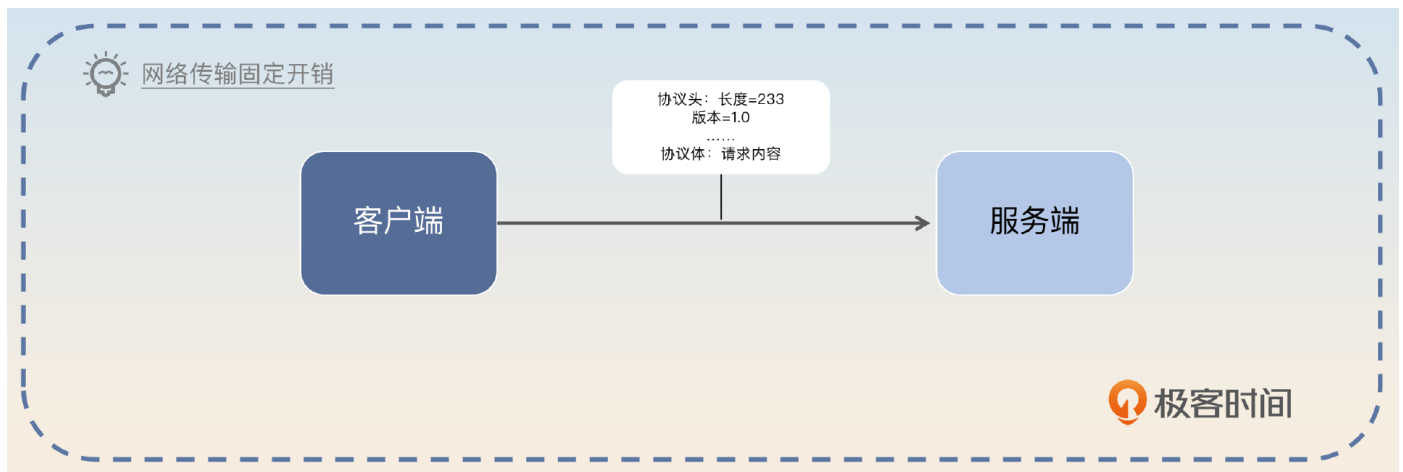 网络传输固定开销
协议头：长度=233
版本=1.0
……
协议体：请求内容
客户端
服务端
极客时间